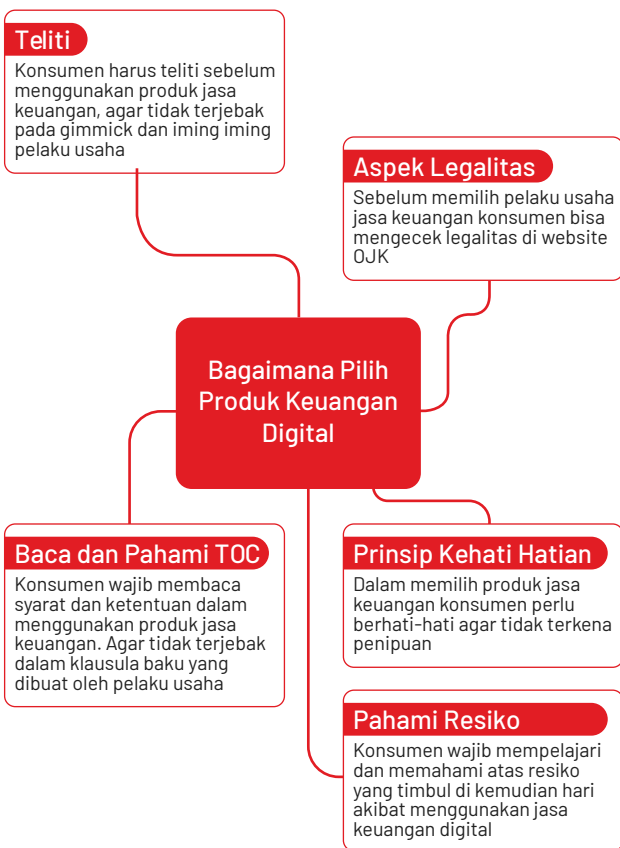 Teliti
Konsumen harus teliti sebelum
menggunakan produk jasa
keuangan, agar tidak terjebak
pada gimmick dan iming iming
pelaku usaha
Aspek Legalitas
Sebelum memilih pelaku usaha
jasa keuangan konsumen bisa
mengecek legalitas di website
OJK
Bagaimana Pilih
Produk Keuangan
Digital
Baca dan Pahami TOC
Konsumen wajib membaca
syarat dan ketentuan dalam
menggunakan produk jasa
keuangan. Agar tidak terjebak
dalam klausula baku yang
dibuat oleh pelaku usaha
Prinsip Kehati Hatian
Dalam memilih produk jasa
keuangan konsumen perlu
berhati-hati agar tidak terkena
penipuan
Pahami Resiko
Konsumen wajib mempelajari
dan memahami atas resiko
yang timbul di kemudian hari
akibat menggunakan jasa
keuangan digital